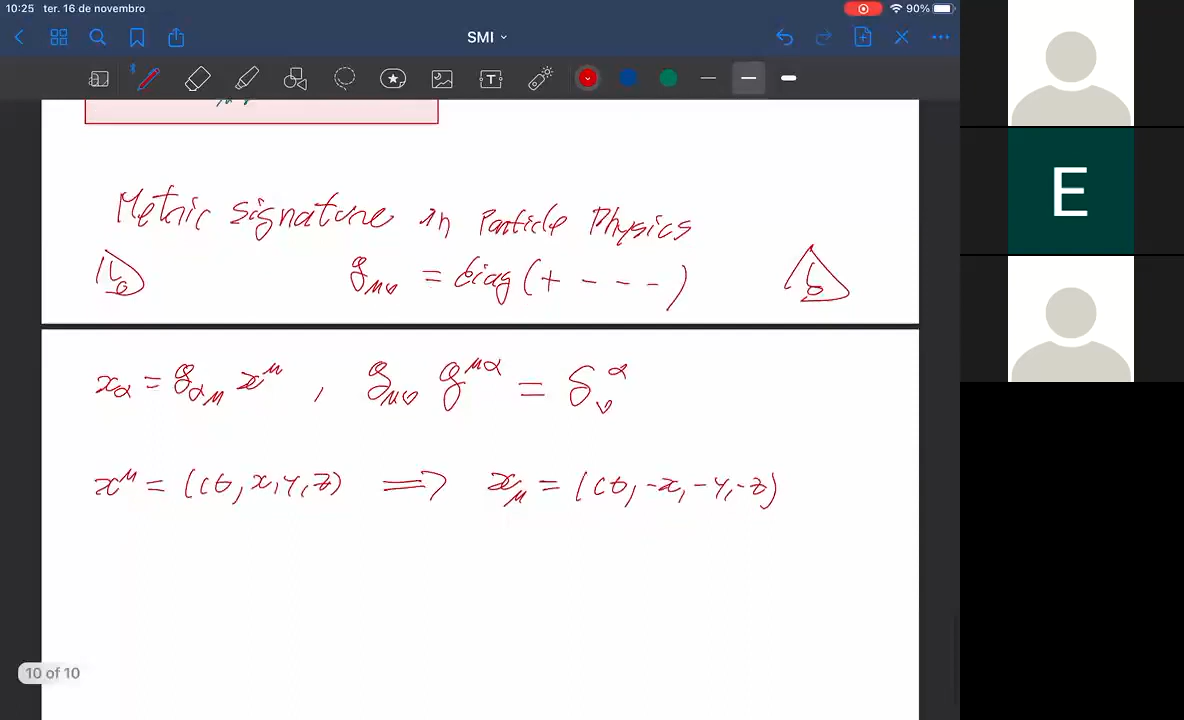 10:25 ter. 16 de novembro
90%
SMI
T
μν
Metric signature in Particle Physics
g_μν = diag(+ - - -)
x_α = g_αμ x^μ , g_μν g^μα = δ_ν^α
x^μ = (ct, x, y, z) ⟹ x_μ = (ct, -x, -y, -z)
10 of 10
E